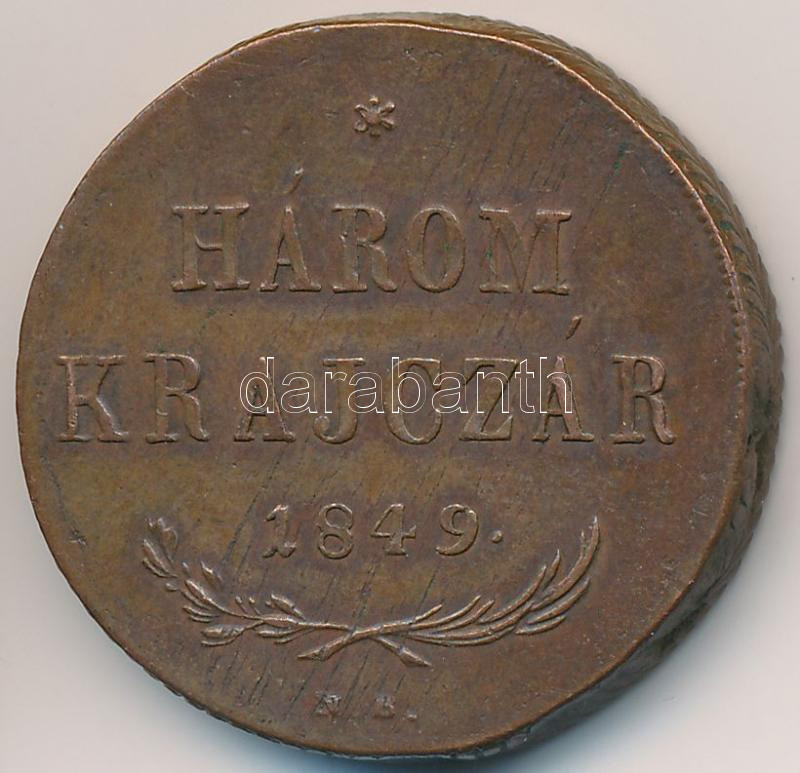 HÁROM
KRAJCZÁR
darabanth
1849.
N B.